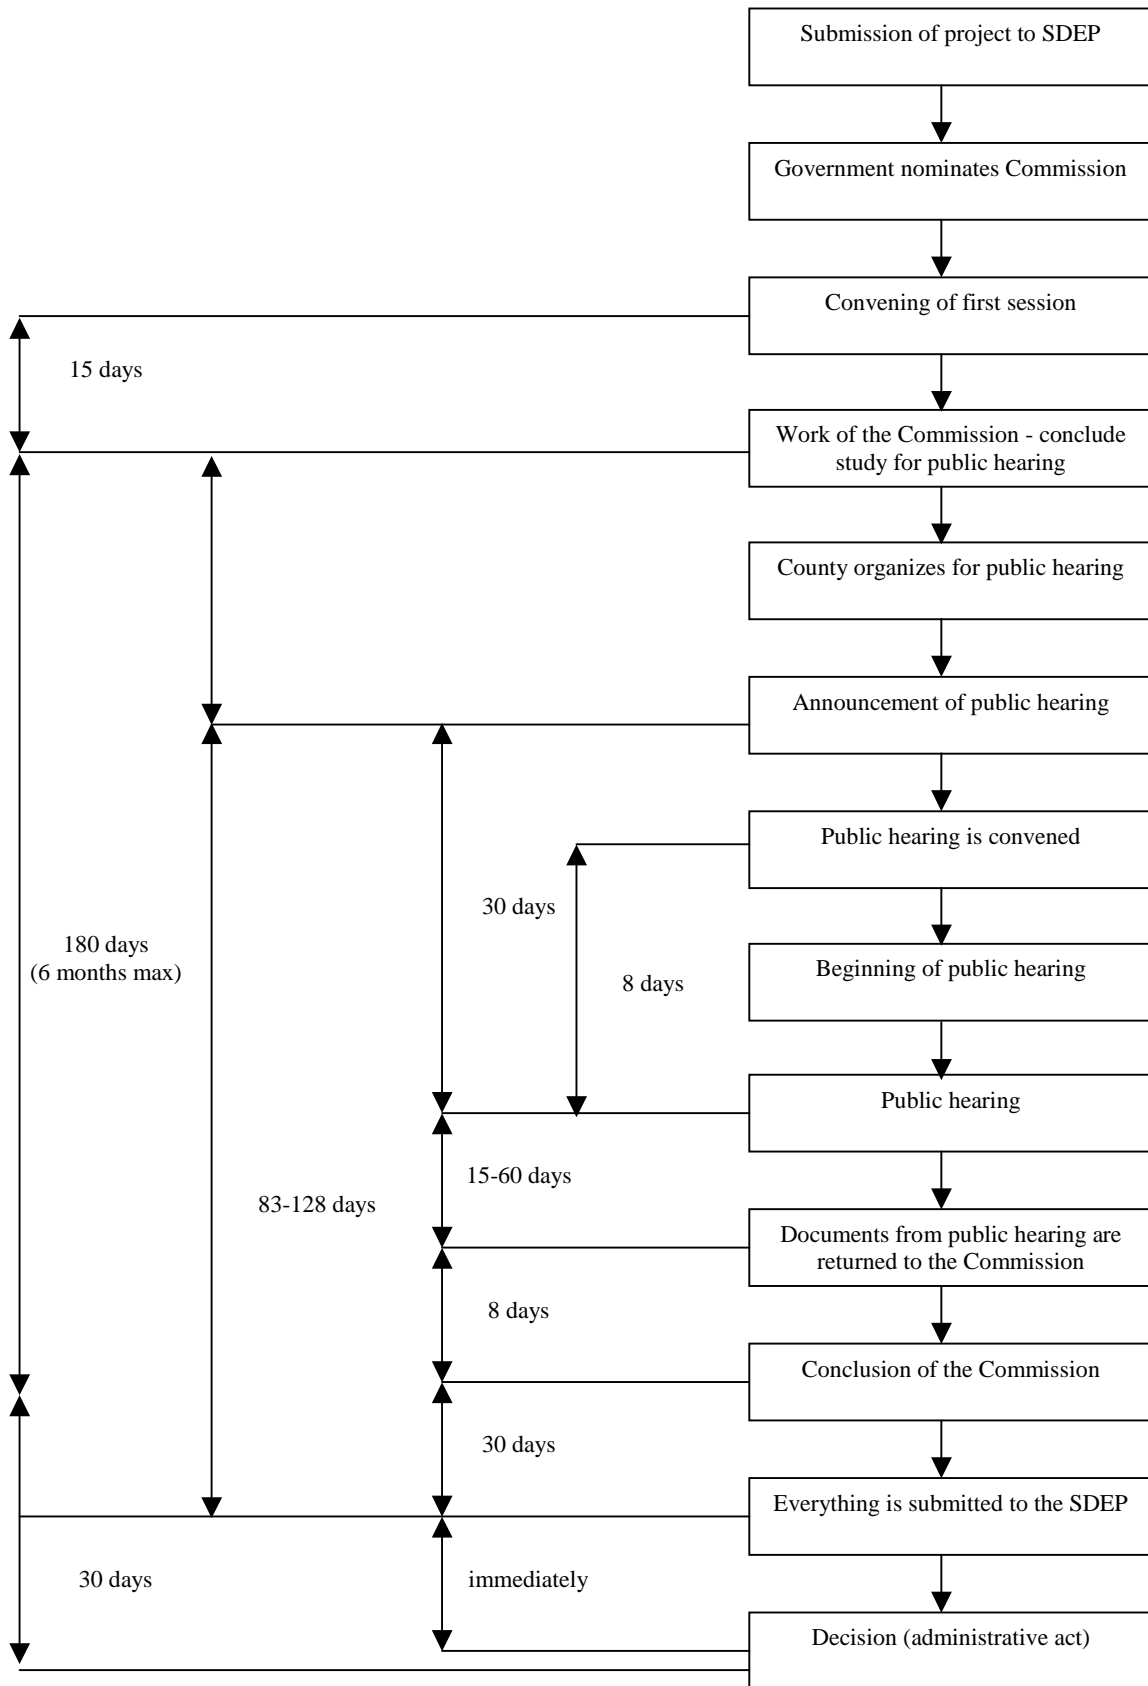 Submission of project to SDEP
Government nominates Commission
Convening of first session
15 days
Work of the Commission - conclude
study for public hearing
County organizes for public hearing
Announcement of public hearing
Public hearing is convened
30 days
180 days
(6 months max)
8 days
Beginning of public hearing
Public hearing
15-60 days
83-128 days
Documents from public hearing are
returned to the Commission
8 days
Conclusion of the Commission
30 days
Everything is submitted to the SDEP
30 days
immediately
Decision (administrative act)